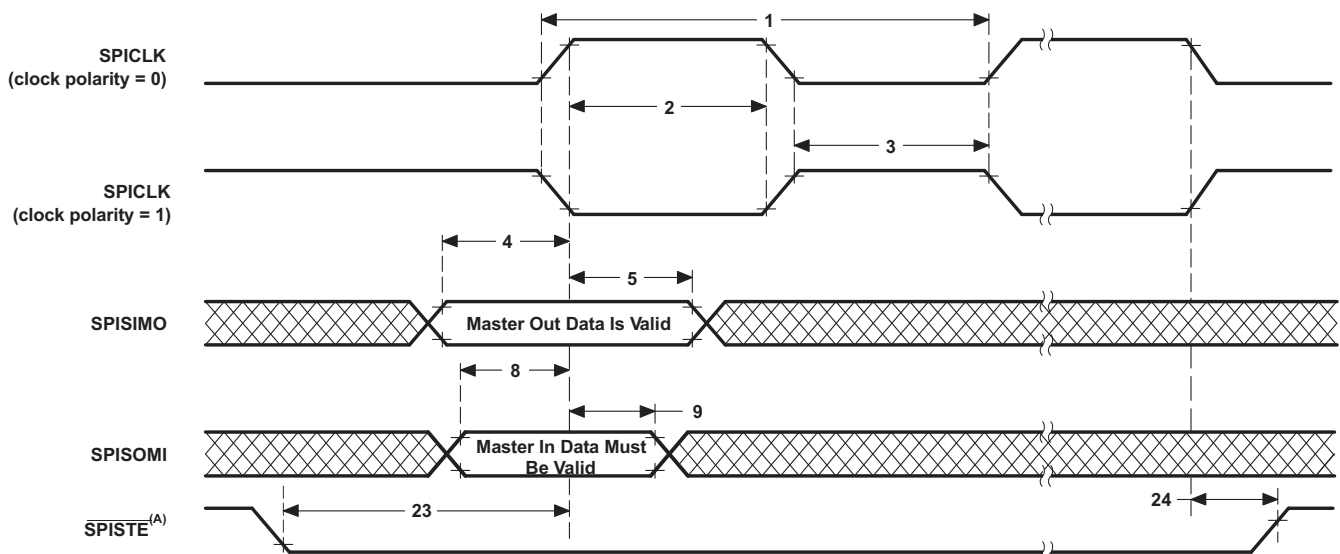 1
SPICLK
(clock polarity = 0)
2
3
SPICLK
(clock polarity = 1)
4
5
SPISIMO
Master Out Data Is Valid
8
9
SPISOMI
Master In Data Must
Be Valid
23
24
SPISTE(A)